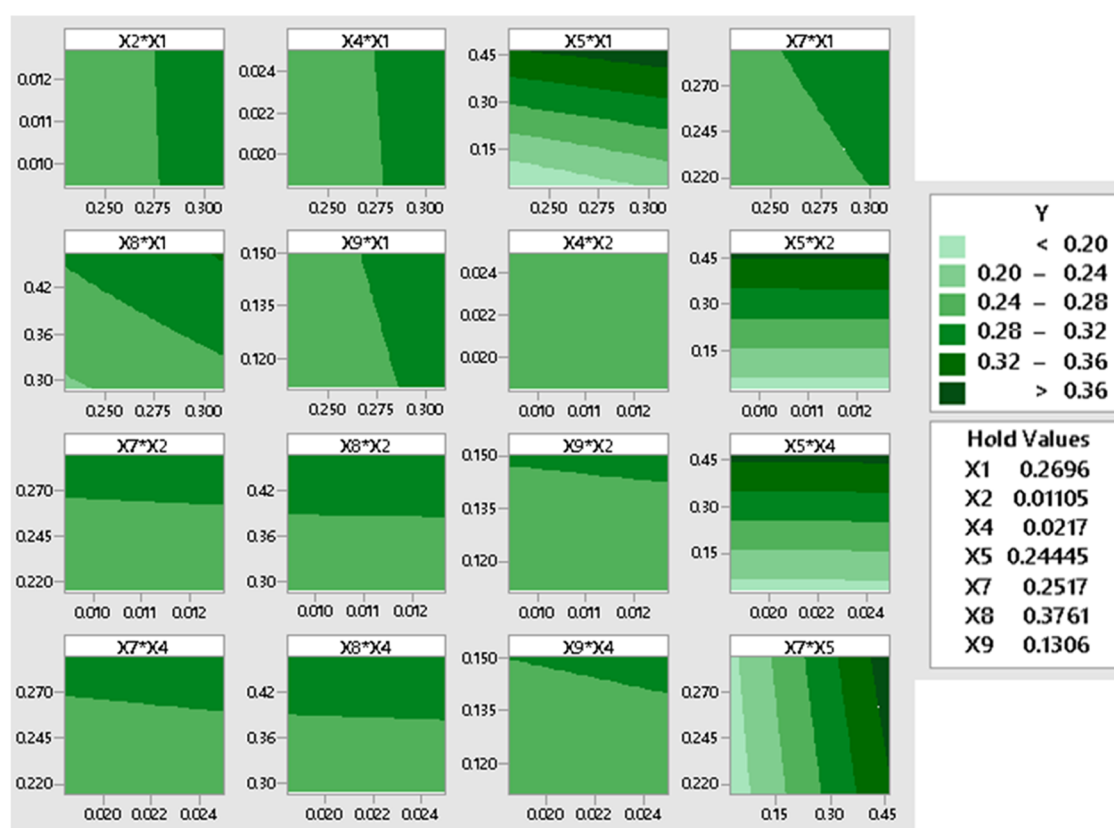 X2*X1
X4*X1
X5*X1
X7*X1
0.012
0.011
0.010
0.250 0.275 0.300
0.024
0.022
0.020
0.250 0.275 0.300
0.45
0.30
0.15
0.250 0.275 0.300
0.270
0.245
0.220
0.250 0.275 0.300
X8*X1
X9*X1
X4*X2
X5*X2
0.42
0.36
0.30
0.250 0.275 0.300
0.150
0.135
0.120
0.250 0.275 0.300
0.024
0.022
0.020
0.010 0.011 0.012
0.45
0.30
0.15
0.010 0.011 0.012
X7*X2
X8*X2
X9*X2
X5*X4
0.270
0.245
0.220
0.010 0.011 0.012
0.42
0.36
0.30
0.010 0.011 0.012
0.150
0.135
0.120
0.010 0.011 0.012
0.45
0.30
0.15
0.020 0.022 0.024
X7*X4
X8*X4
X9*X4
X7*X5
0.270
0.245
0.220
0.020 0.022 0.024
0.42
0.36
0.30
0.020 0.022 0.024
0.150
0.135
0.120
0.020 0.022 0.024
0.270
0.245
0.220
0.15 0.30 0.45
Y
< 0.20
0.20 – 0.24
0.24 – 0.28
0.28 – 0.32
0.32 – 0.36
> 0.36
Hold Values
X1 0.2696
X2 0.01105
X4 0.0217
X5 0.24445
X7 0.2517
X8 0.3761
X9 0.1306